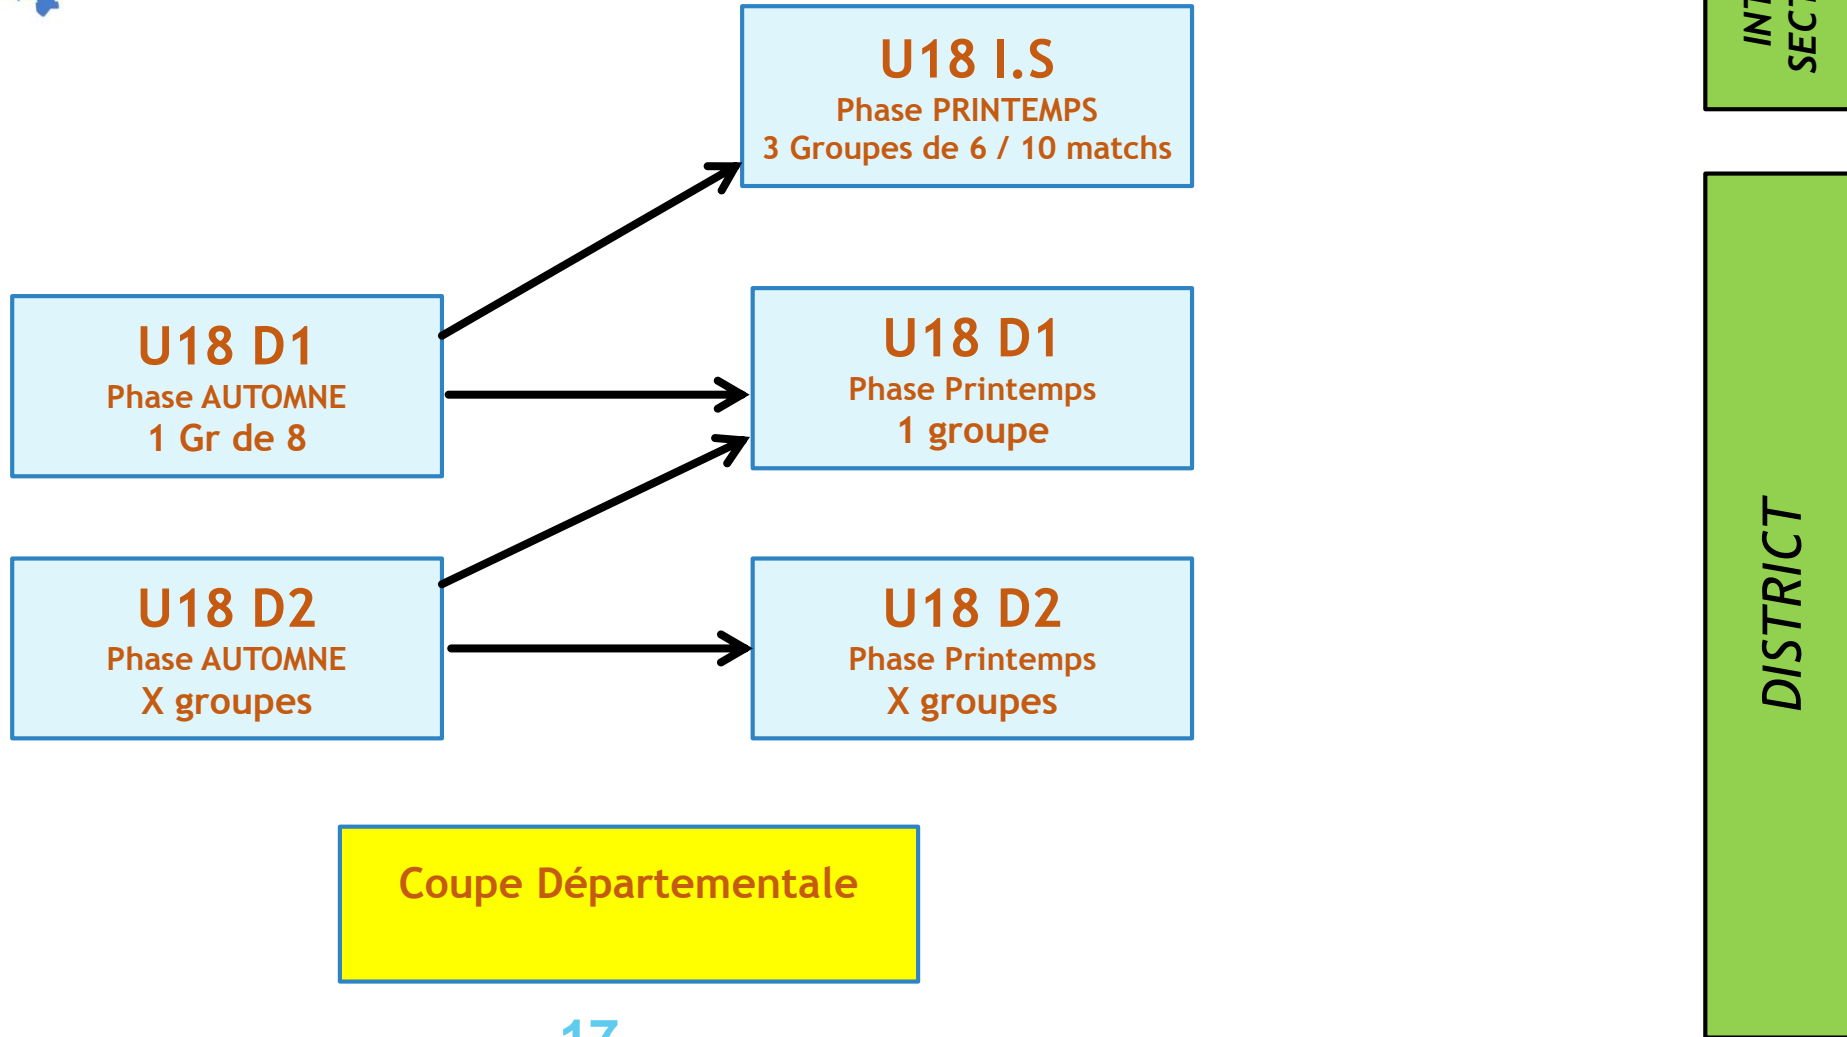 U18 I.S
Phase PRINTEMPS
3 Groupes de 6 / 10 matchs
U18 D1
Phase AUTOMNE
1 Gr de 8
U18 D1
Phase Printemps
1 groupe
U18 D2
Phase AUTOMNE
X groupes
U18 D2
Phase Printemps
X groupes
Coupe Départementale
17
DISTRICT